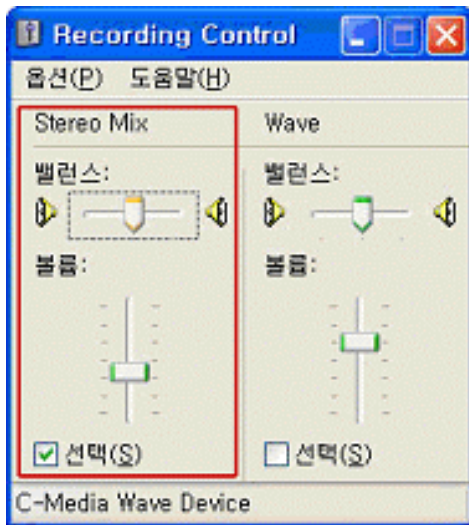 Recording Control
옵션(P) 도움말(H)
Stereo Mix
밸런스:
볼륨:
선택(S)
Wave
밸런스:
볼륨:
선택(S)
C-Media Wave Device